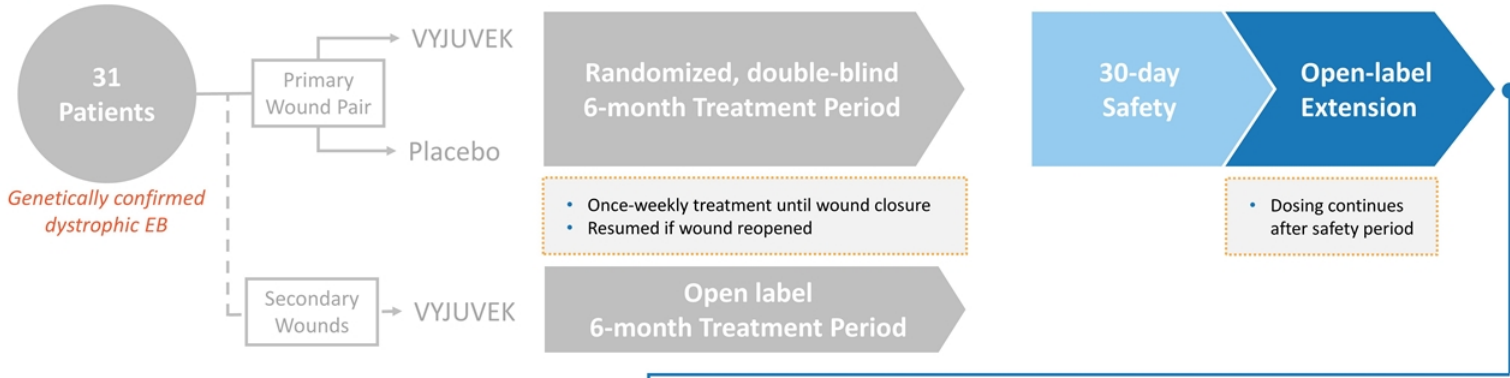 31
Patients
Genetically confirmed
dystrophic EB
Primary
Wound Pair
VYJUVEK
Placebo
Randomized, double-blind
6-month Treatment Period
• Once-weekly treatment until wound closure
• Resumed if wound reopened
30-day
Safety
Open-label
Extension
• Dosing continues
after safety period
Secondary
Wounds
VYJUVEK
Open label
6-month Treatment Period